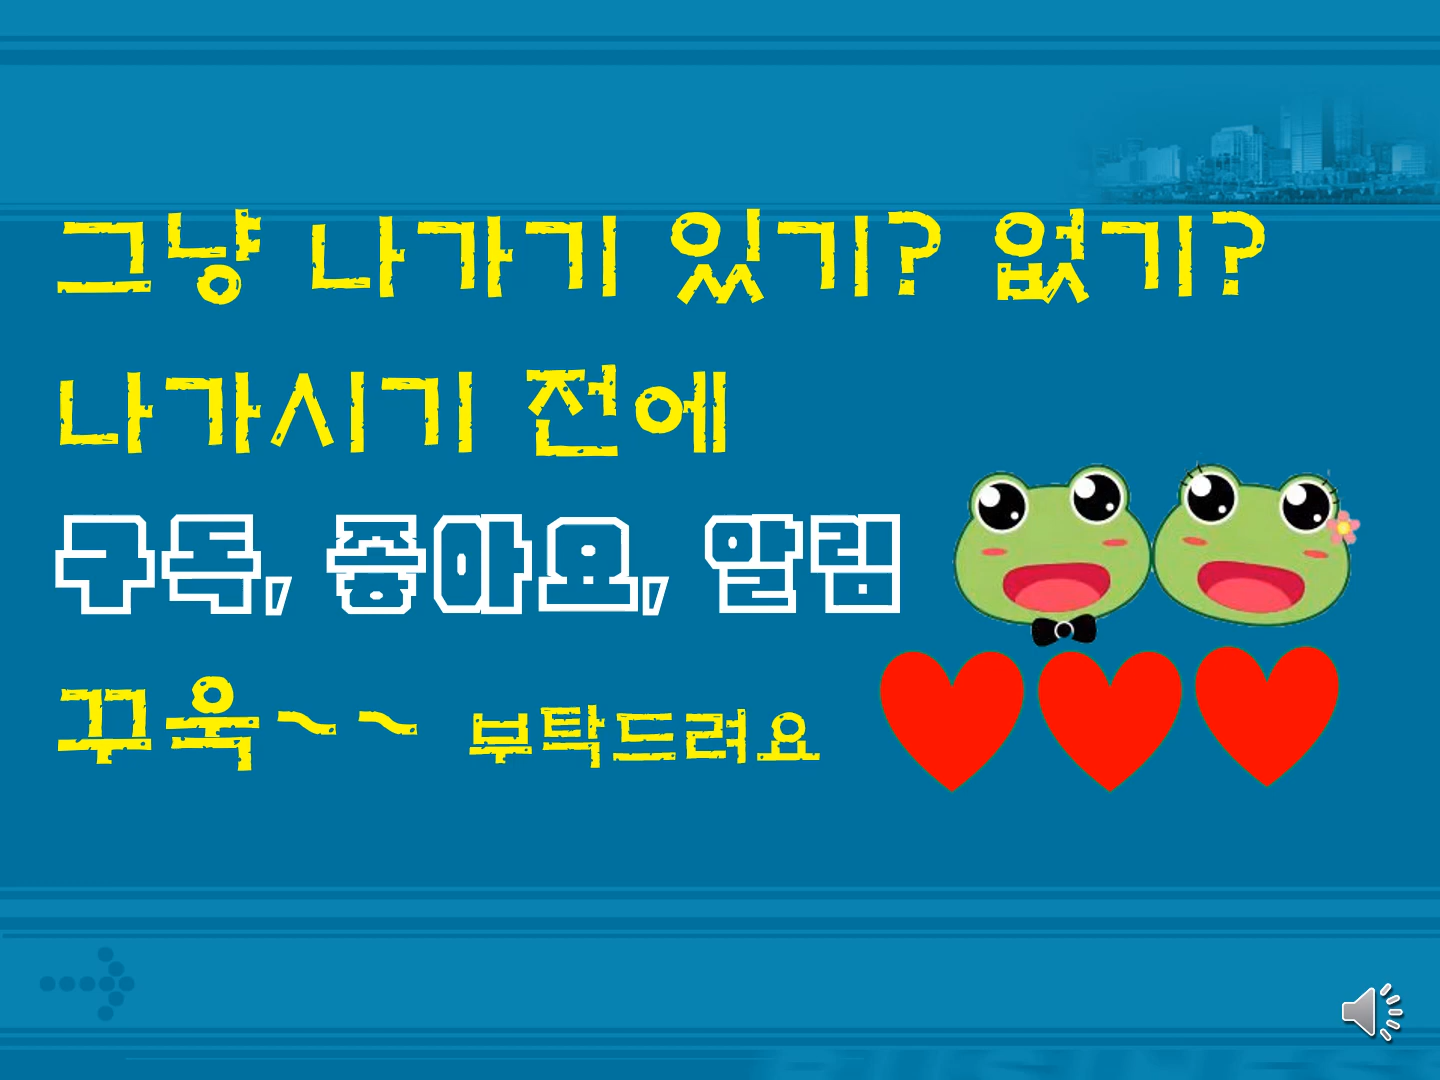 그냥 나가기 있기? 없기?
나가시기 전에
구독, 좋아요, 알림
꾸욱~~ 부탁드려요